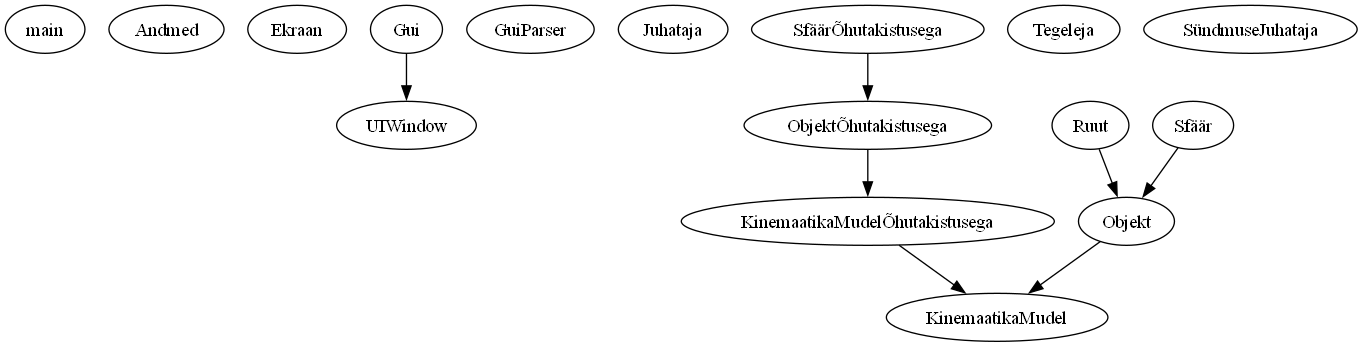 main
Andmed
Ekraan
Gui
GuiParser
Juhataja
SfäärÕhutakistusega
Tegeleja
SündmuseJuhataja
UIWindow
ObjektÕhutakistusega
Ruut
Sfäär
KinemaatikaMudelÕhutakistusega
Objekt
KinemaatikaMudel